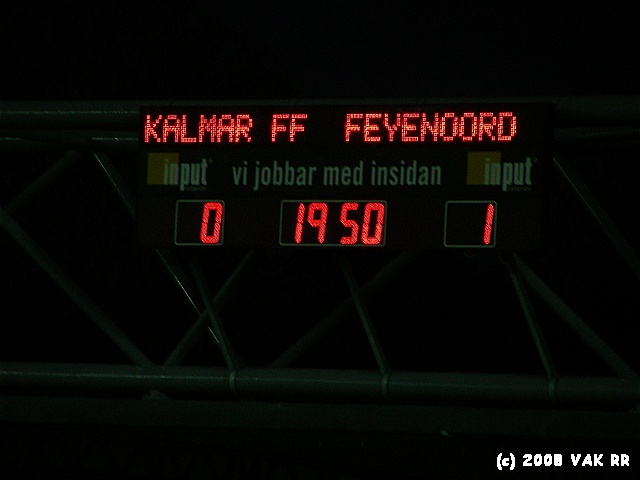 KALMAR FF FEYENOORD
input vi jobbar med insidan input
0 19 50 1
(c) 2008 VAK RR